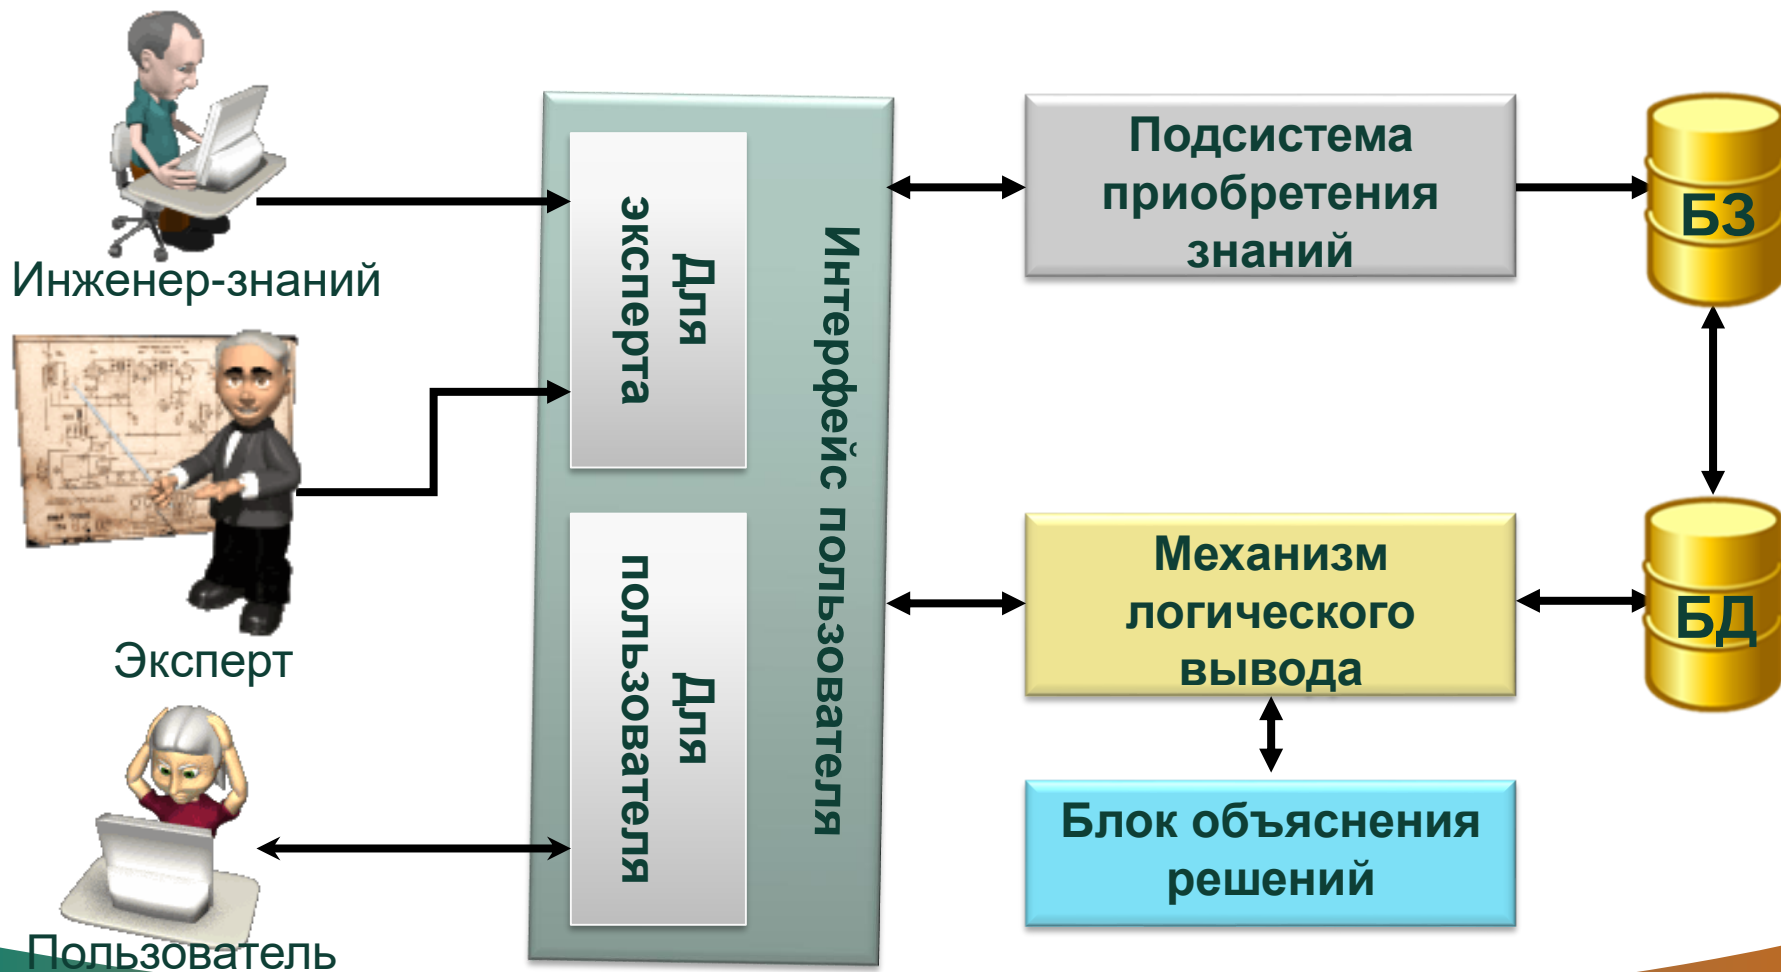 Инженер-знаний
Эксперт
Пользователь
Для
эксперта
Для
пользователя
Интерфейс пользователя
Подсистема
приобретения
знаний
БЗ
Механизм
логического
вывода
БД
Блок объяснения
решений